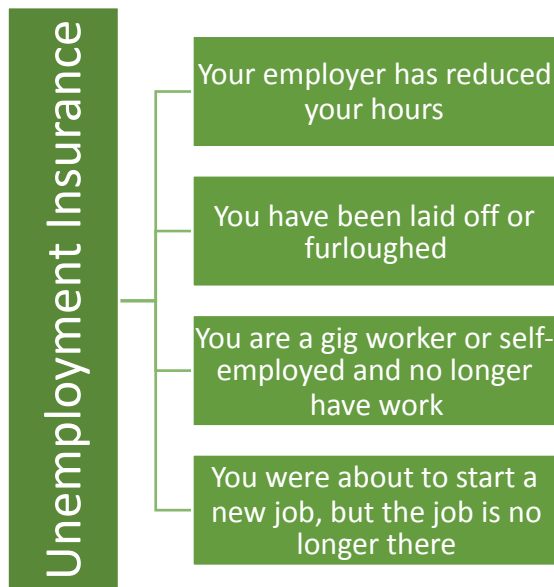 Unemployment Insurance
Your employer has reduced
your hours
You have been laid off or
furloughed
You are a gig worker or self-
employed and no longer
have work
You were about to start a
new job, but the job is no
longer there